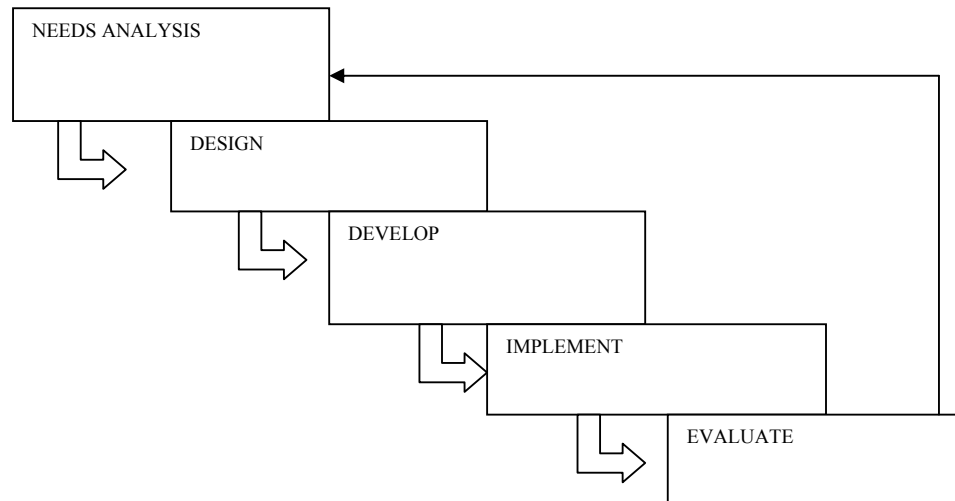 NEEDS ANALYSIS
DESIGN
DEVELOP
IMPLEMENT
EVALUATE